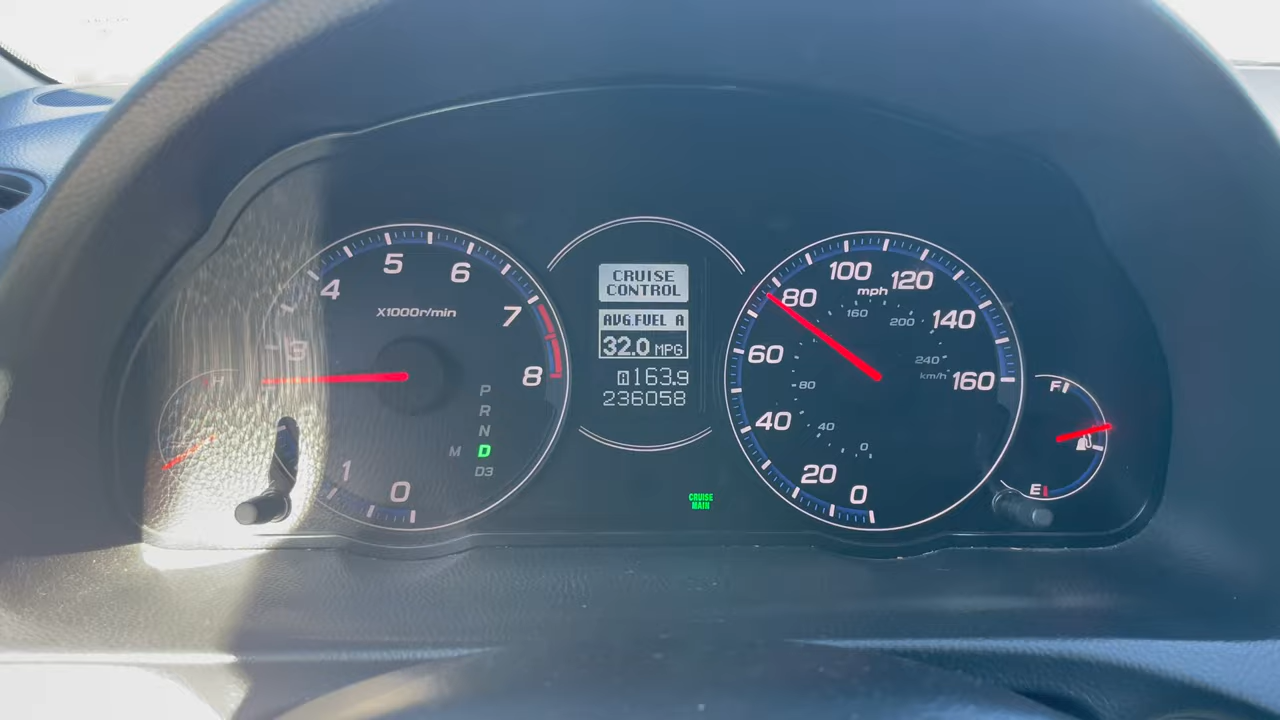 CRUISE
CONTROL
AVG.FUEL A
32.0 MPG
A 163.9
236058
CRUISE
MAIN
0
1
3
4
5
6
7
8
X1000r/min
P
R
N
M D
D3
H
0
20
40
60
80
100
120
140
160
mph
0
40
80
160
200
240
km/h
F
E